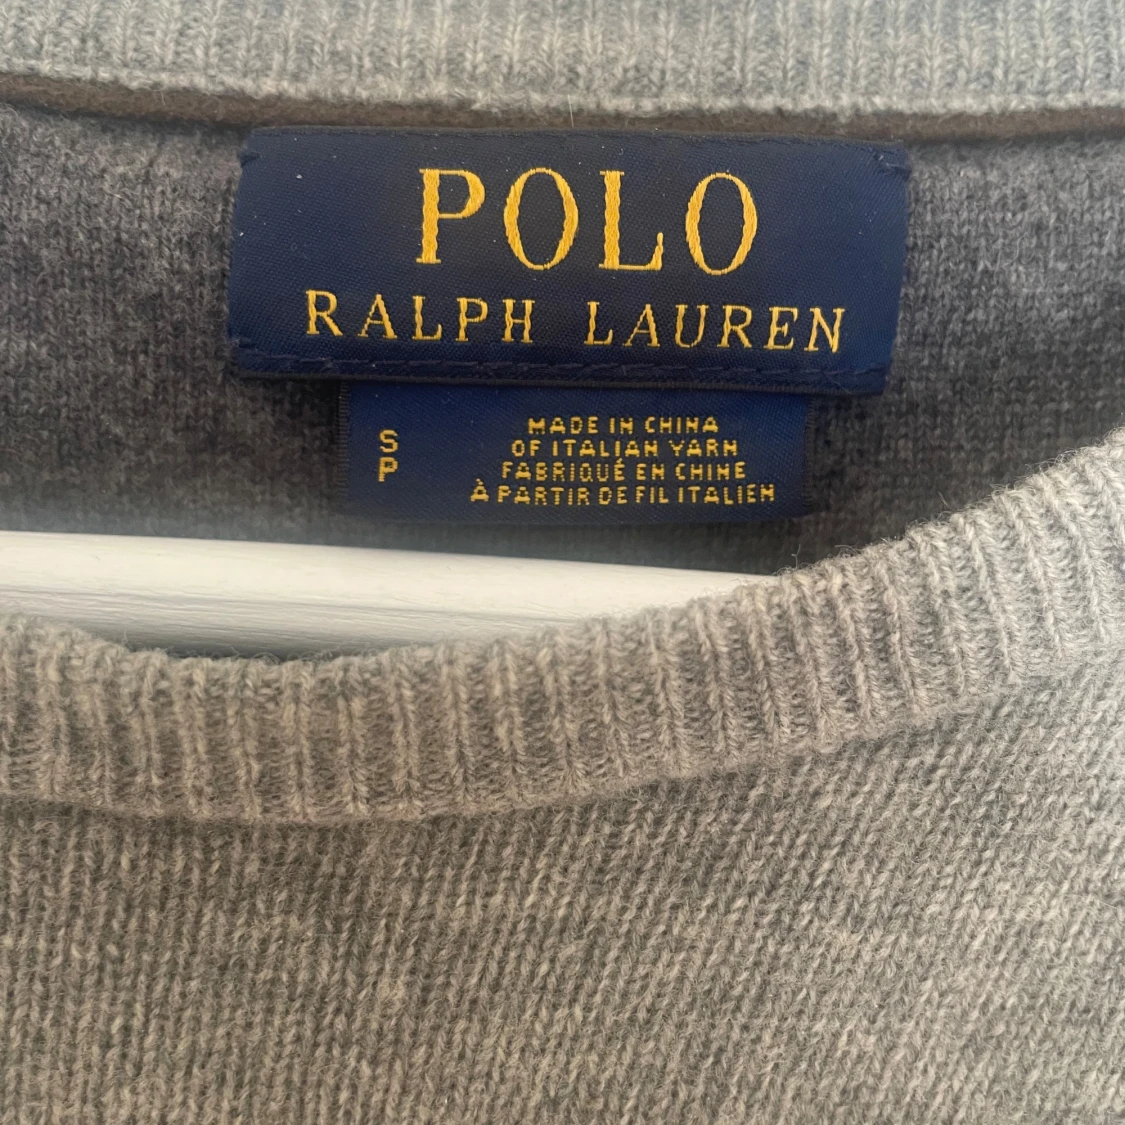 POLO
RALPH LAUREN
S
P
MADE IN CHINA
OF ITALIAN YARN
FABRIQUÉ EN CHINE
À PARTIR DE FIL ITALIEN